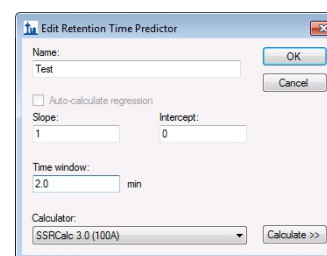 Edit Retention Time Predictor
Name:
OK
Test
Cancel
Auto-calculate regression
Slope: Intercept:
1 0
Time window:
2.0 min
Calculator:
SSRCalc 3.0 (100A) Calculate >>